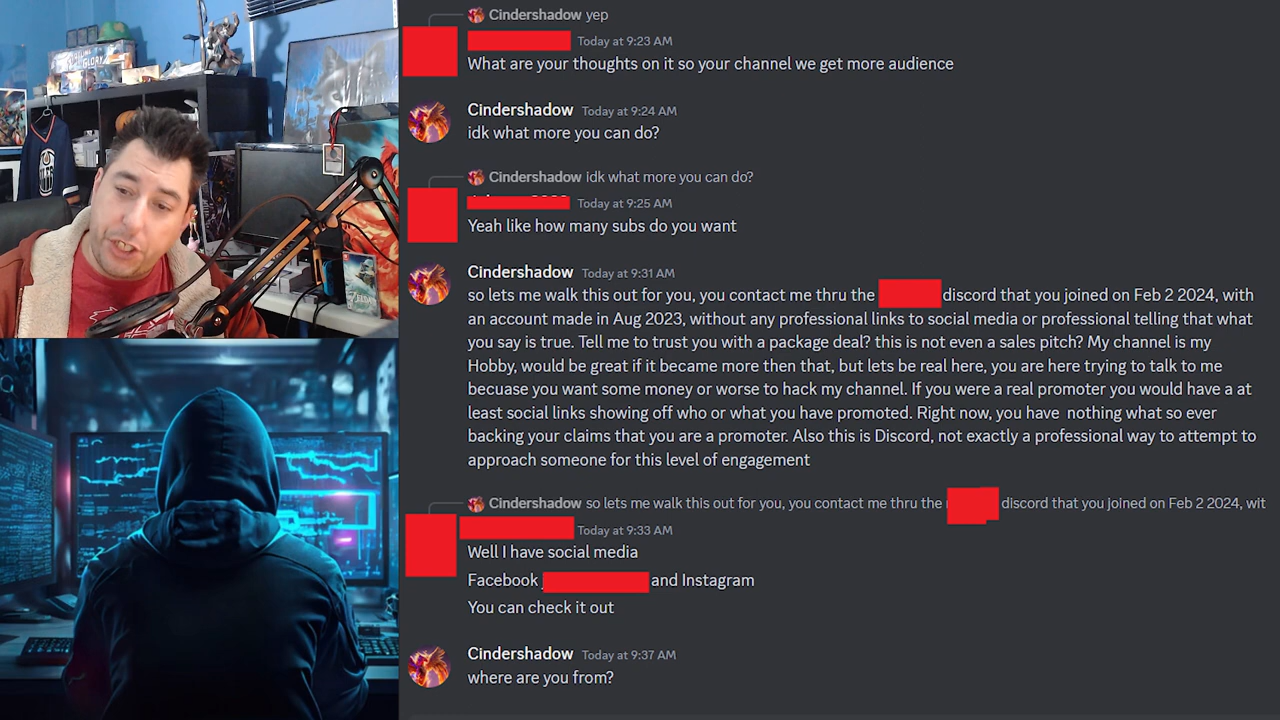 Cindershadow yep
Today at 9:23 AM
What are your thoughts on it so your channel we get more audience
Cindershadow Today at 9:24 AM
idk what more you can do?
Cindershadow idk what more you can do?
Today at 9:25 AM
Yeah like how many subs do you want
Cindershadow Today at 9:31 AM
so lets me walk this out for you, you contact me thru the discord that you joined on Feb 2 2024, with
an account made in Aug 2023, without any professional links to social media or professional telling that what
you say is true. Tell me to trust you with a package deal? this is not even a sales pitch? My channel is my
Hobby, would be great if it became more then that, but lets be real here, you are here trying to talk to me
becuase you want some money or worse to hack my channel. If you were a real promoter you would have a at
least social links showing off who or what you have promoted. Right now, you have nothing what so ever
backing your claims that you are a promoter. Also this is Discord, not exactly a professional way to attempt to
approach someone for this level of engagement
Cindershadow so lets me walk this out for you, you contact me thru the discord that you joined on Feb 2 2024, wit
Today at 9:33 AM
Well I have social media
Facebook and Instagram
You can check it out
Cindershadow Today at 9:37 AM
where are you from?
GLORY